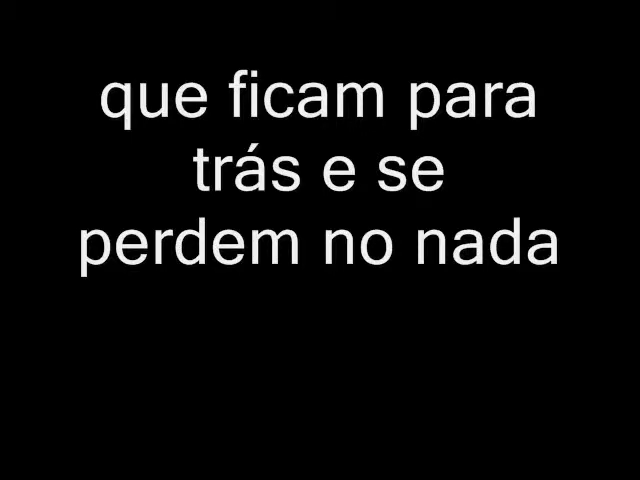 que ficam para
trás e se
perdem no nada